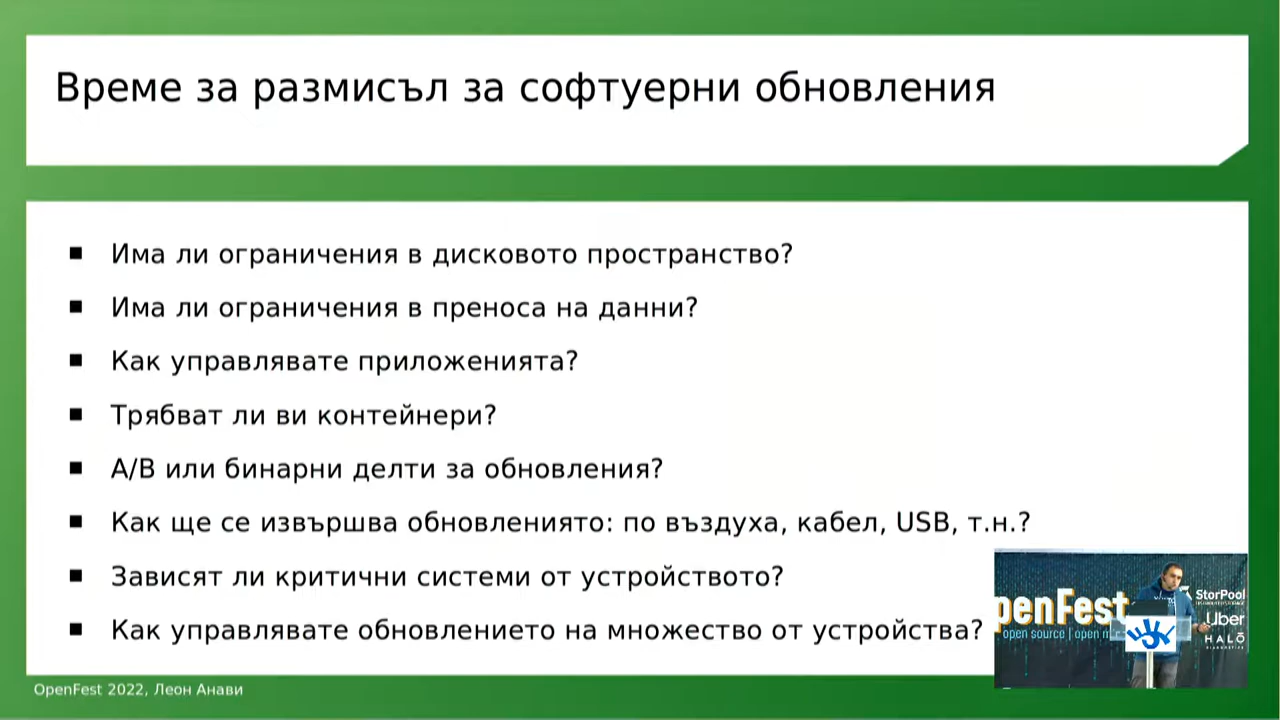 Време за размисъл за софтуерни обновления
Има ли ограничения в дисковото пространство?
Има ли ограничения в преноса на данни?
Как управлявате приложенията?
Трябват ли ви контейнери?
A/B или бинарни делти за обновления?
Как ще се извършва обновленията: по въздуха, кабел, USB, т.н.?
Зависят ли критични системи от устройството?
Как управлявате обновлението на множество от устройства?
penFest
open source | open
StorPool
Uber
HALO
OpenFest 2022, Леон Анави